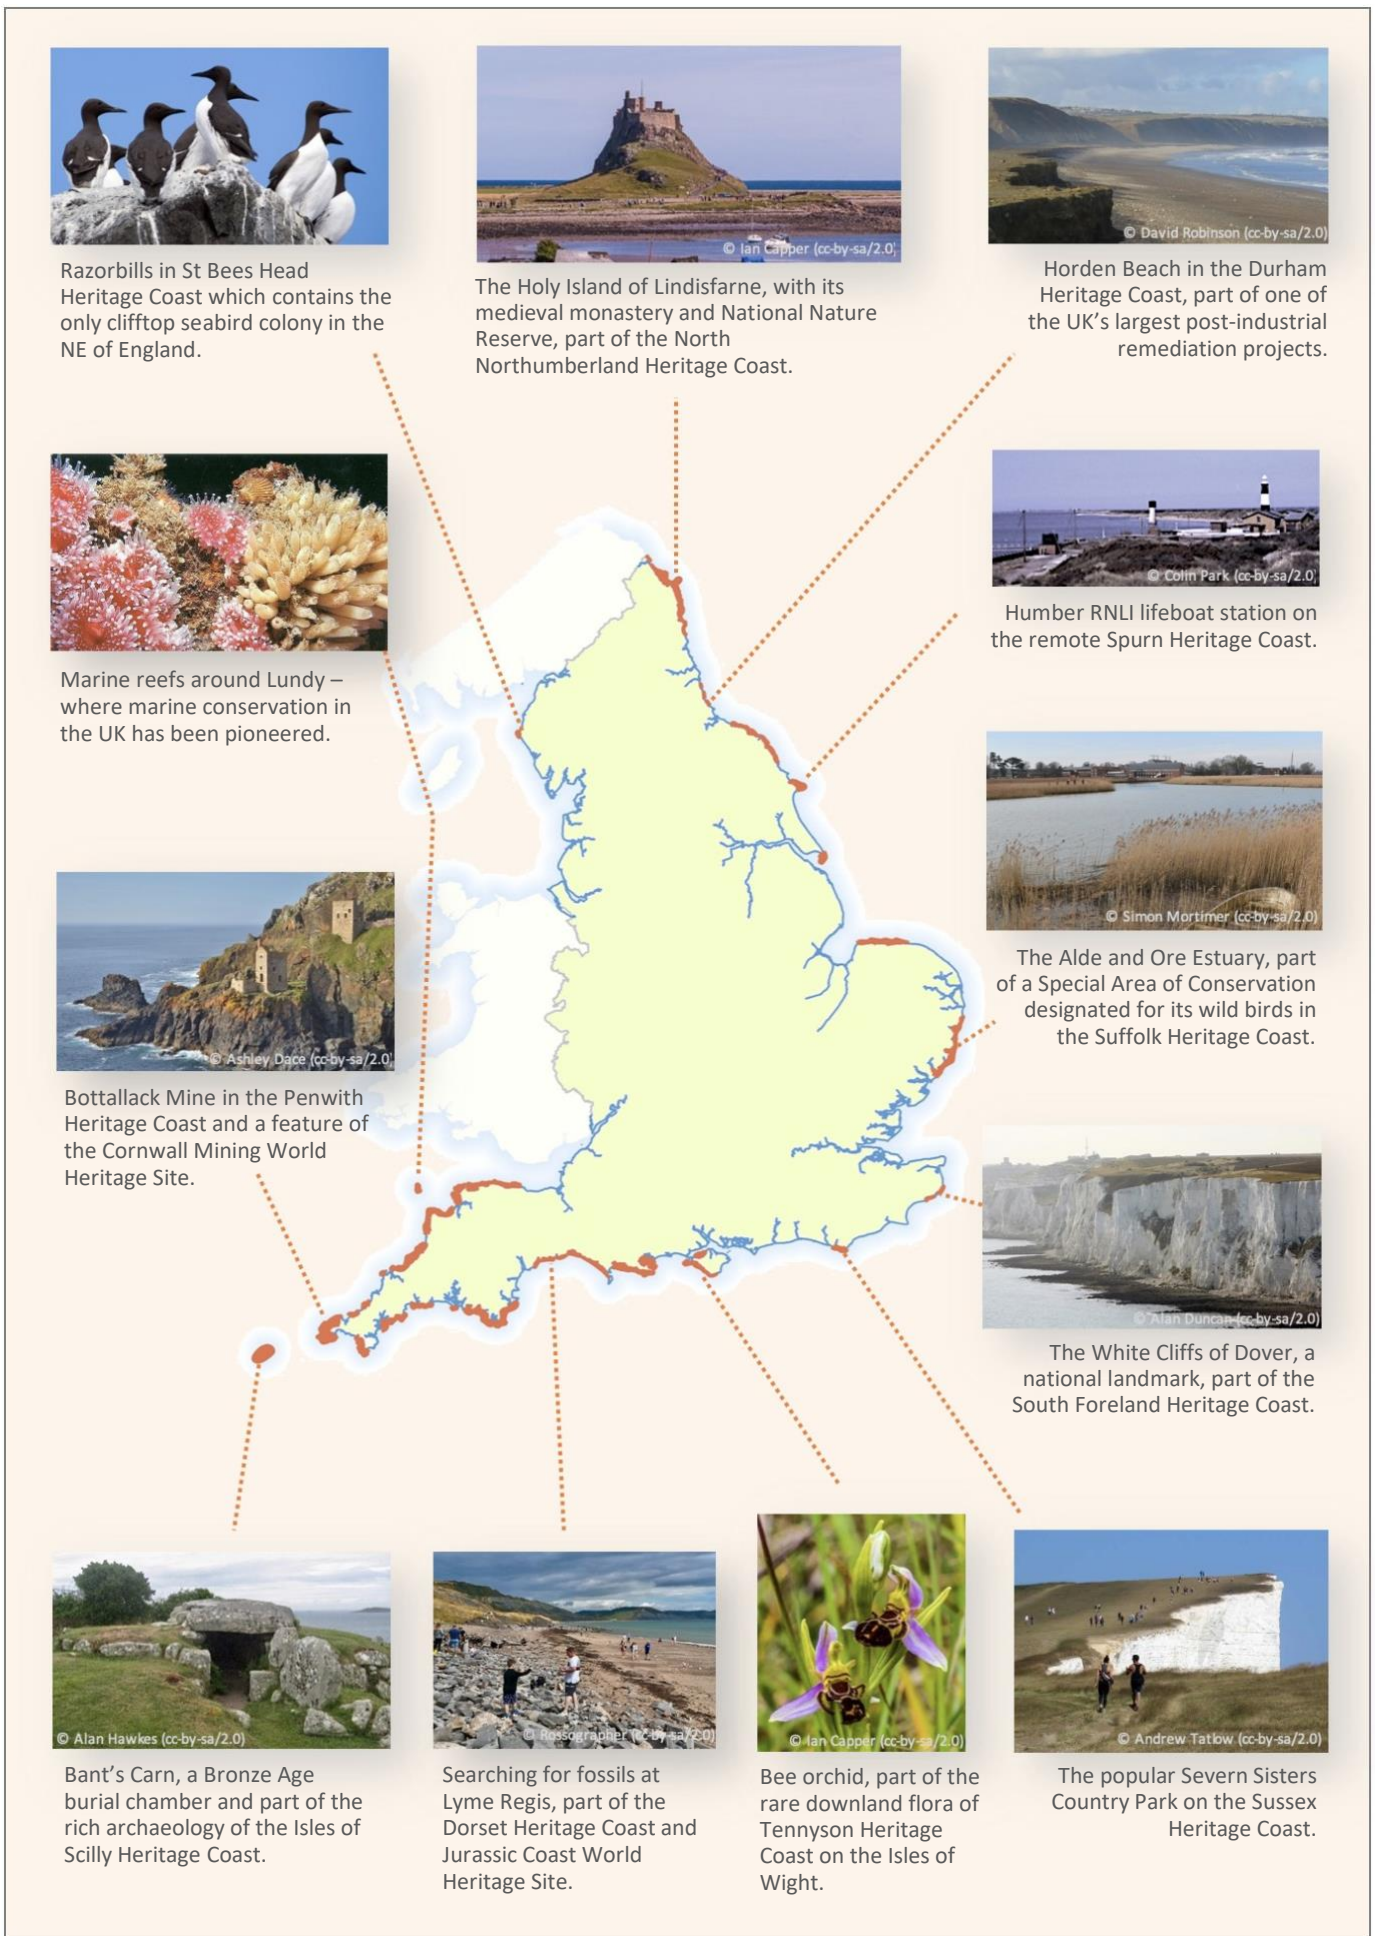 © Ian Capper (cc-by-sa/2.0)
© David Robinson (cc-by-sa/2.0)
Razorbills in St Bees Head
Heritage Coast which contains the
only clifftop seabird colony in the
NE of England.
The Holy Island of Lindisfarne, with its
medieval monastery and National Nature
Reserve, part of the North
Northumberland Heritage Coast.
Horden Beach in the Durham
Heritage Coast, part of one of
the UK's largest post-industrial
remediation projects.
© Colin Park (cc-by-sa/2.0)
Marine reefs around Lundy –
where marine conservation in
the UK has been pioneered.
Humber RNLI lifeboat station on
the remote Spurn Heritage Coast.
© Ashley Dace (cc-by-sa/2.0)
© Simon Mortimer (cc-by-sa/2.0)
Bottallack Mine in the Penwith
Heritage Coast and a feature of
the Cornwall Mining World
Heritage Site.
The Alde and Ore Estuary, part
of a Special Area of Conservation
designated for its wild birds in
the Suffolk Heritage Coast.
© Alan Duncan (cc-by-sa/2.0)
The White Cliffs of Dover, a
national landmark, part of the
South Foreland Heritage Coast.
© Alan Hawkes (cc-by-sa/2.0)
© Rossographer (cc-by-sa/2.0)
© Ian Capper (cc-by-sa/2.0)
© Andrew Tatlow (cc-by-sa/2.0)
Bant's Carn, a Bronze Age
burial chamber and part of the
rich archaeology of the Isles of
Scilly Heritage Coast.
Searching for fossils at
Lyme Regis, part of the
Dorset Heritage Coast and
Jurassic Coast World
Heritage Site.
Bee orchid, part of the
rare downland flora of
Tennyson Heritage
Coast on the Isles of
Wight.
The popular Severn Sisters
Country Park on the Sussex
Heritage Coast.